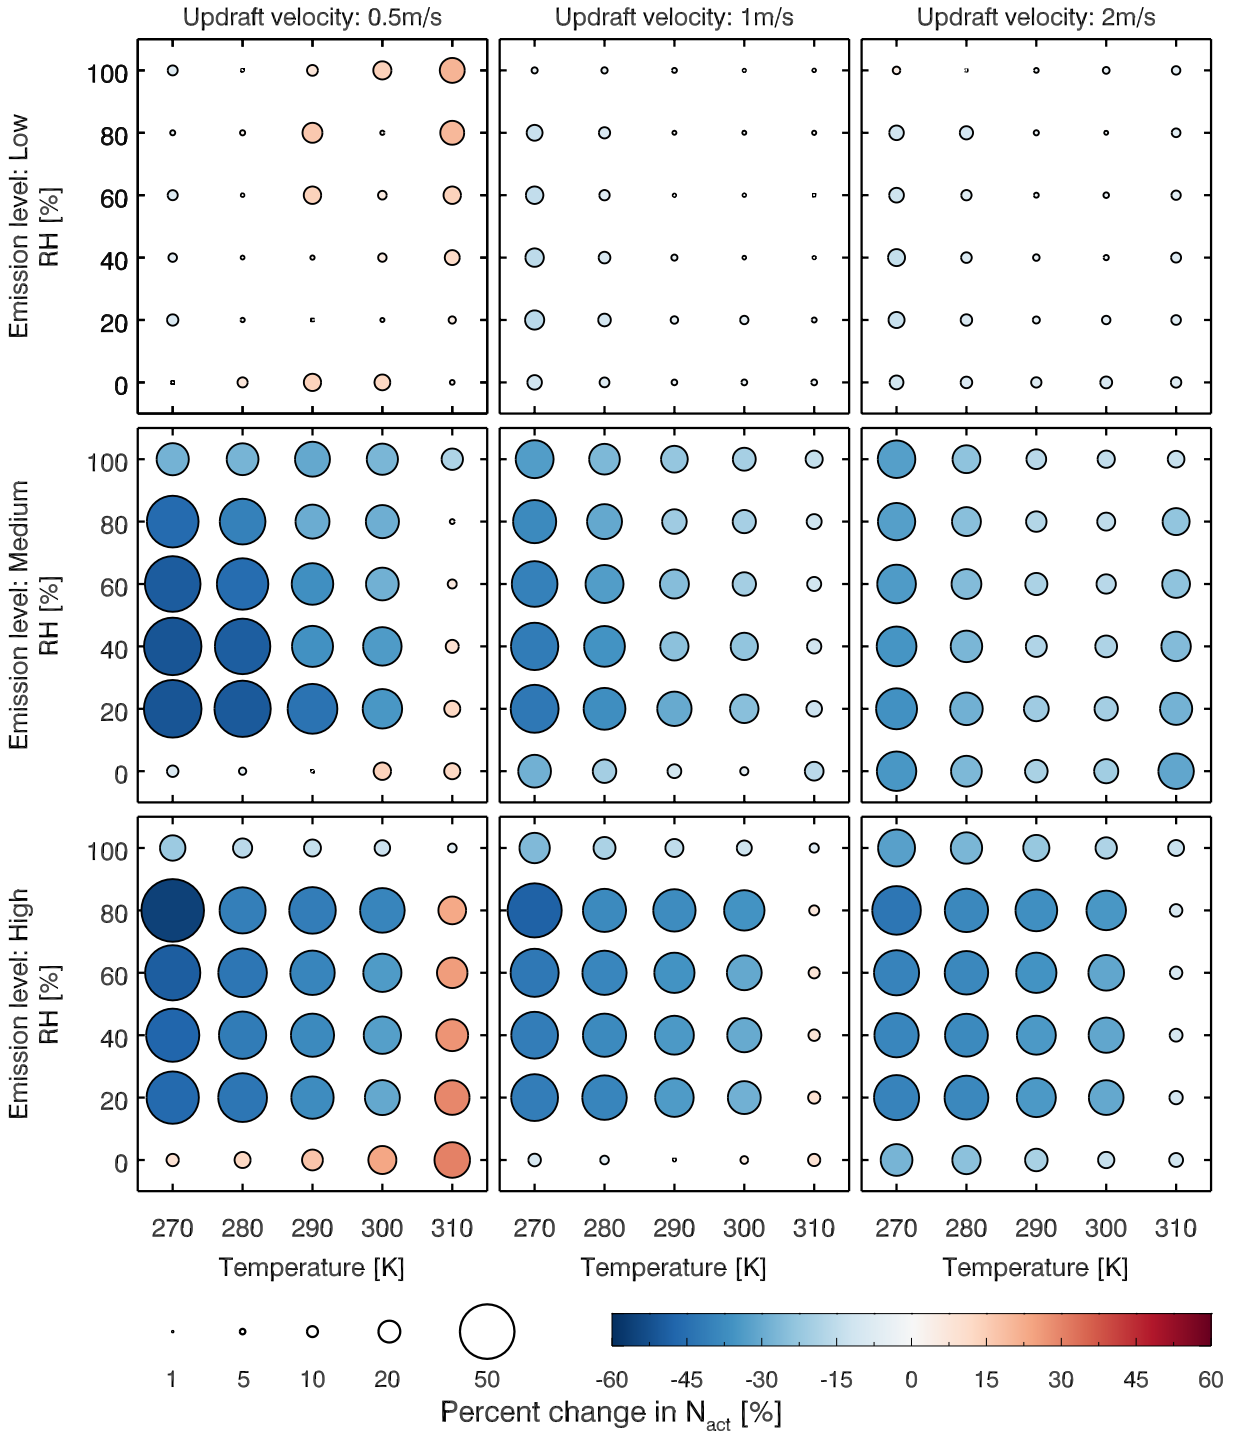 Updraft velocity: 0.5m/s Updraft velocity: 1m/s Updraft velocity: 2m/s
Emission level: Low
RH [%]
100
80
60
40
20
0
Emission level: Medium
RH [%]
100
80
60
40
20
0
Emission level: High
RH [%]
100
80
60
40
20
0
270 280 290 300 310 270 280 290 300 310 270 280 290 300 310
Temperature [K] Temperature [K] Temperature [K]
1 5 10 20 50 -60 -45 -30 -15 0 15 30 45 60
Percent change in Nact [%]